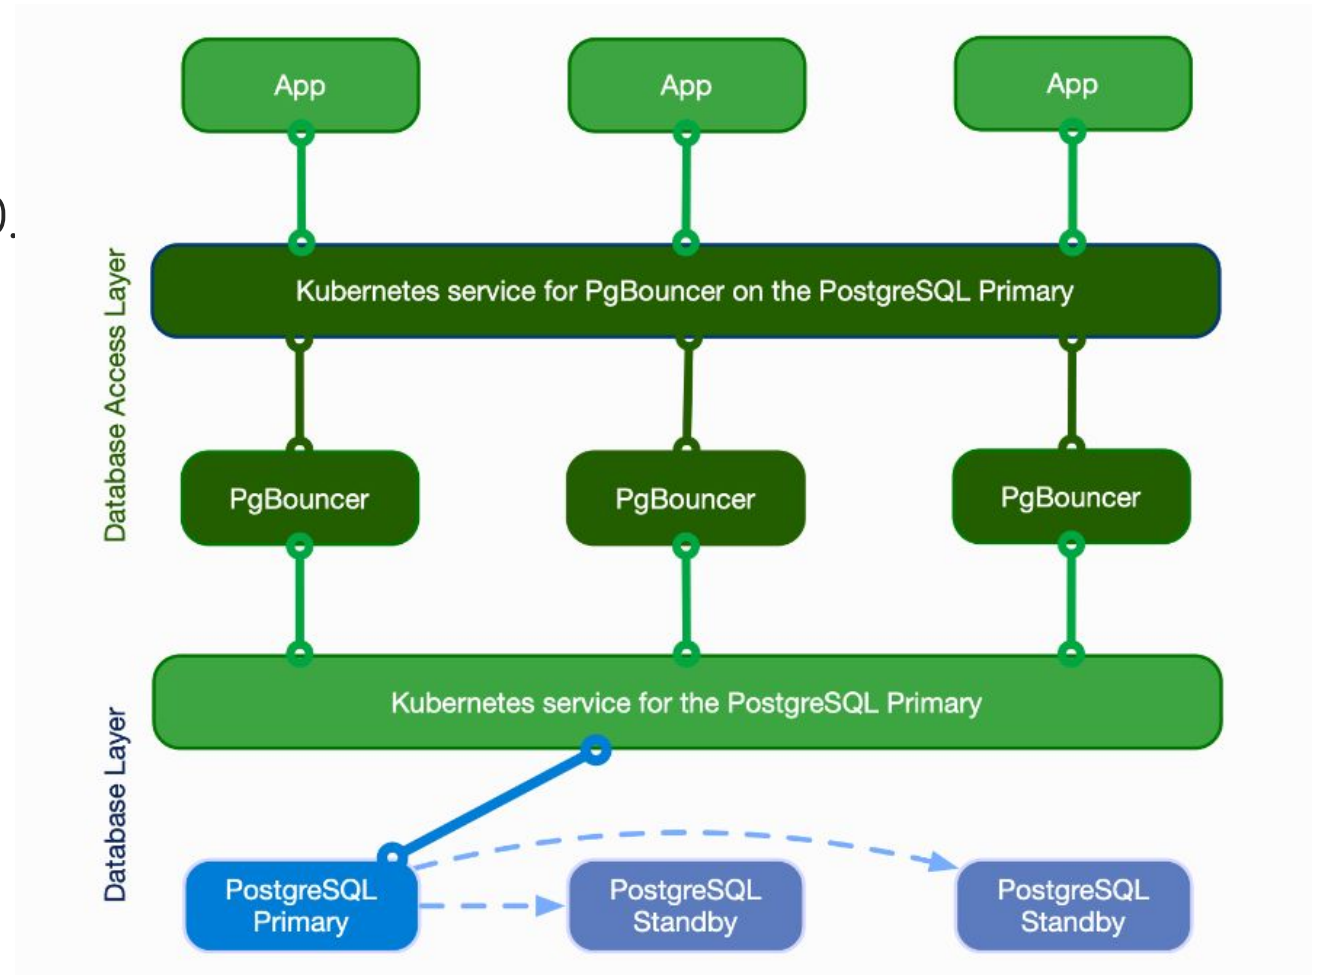 App
App
App
).
Database Access Layer
Kubernetes service for PgBouncer on the PostgreSQL Primary
PgBouncer
PgBouncer
PgBouncer
Database Layer
Kubernetes service for the PostgreSQL Primary
PostgreSQL
Primary
PostgreSQL
Standby
PostgreSQL
Standby